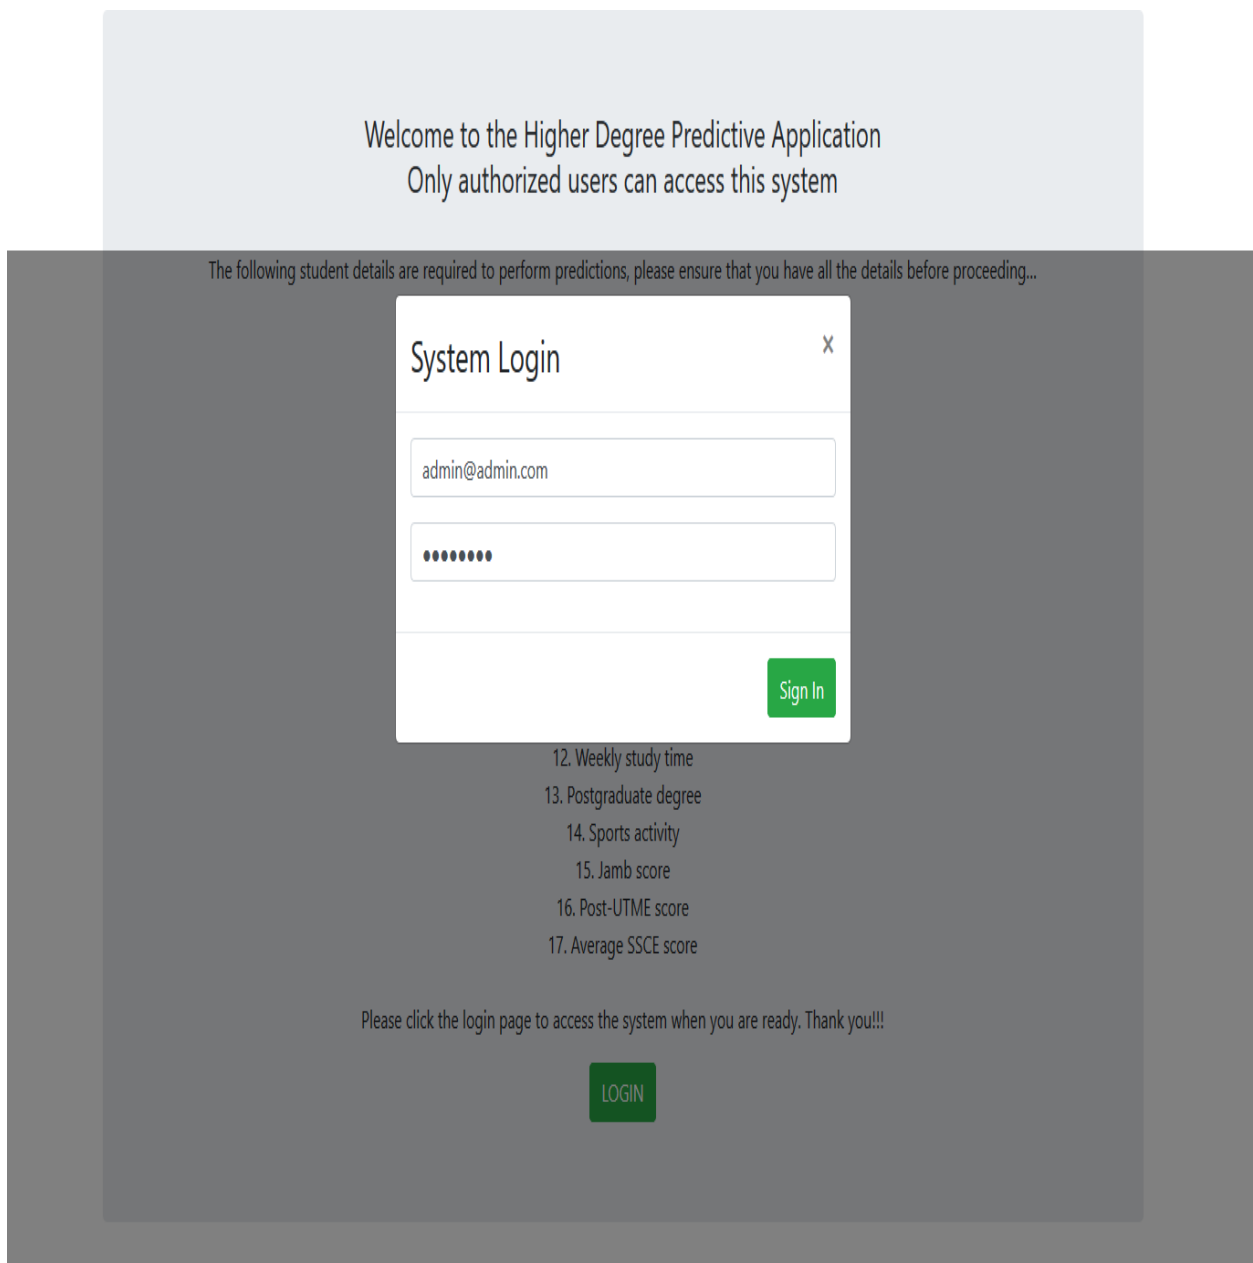 Welcome to the Higher Degree Predictive Application
Only authorized users can access this system
The following student details are required to perform predictions, please ensure that you have all the details before proceeding...
System Login
×
admin@admin.com
••••••••
Sign In
12. Weekly study time
13. Postgraduate degree
14. Sports activity
15. Jamb score
16. Post-UTME score
17. Average SSCE score
Please click the login page to access the system when you are ready. Thank you!!!
LOGIN